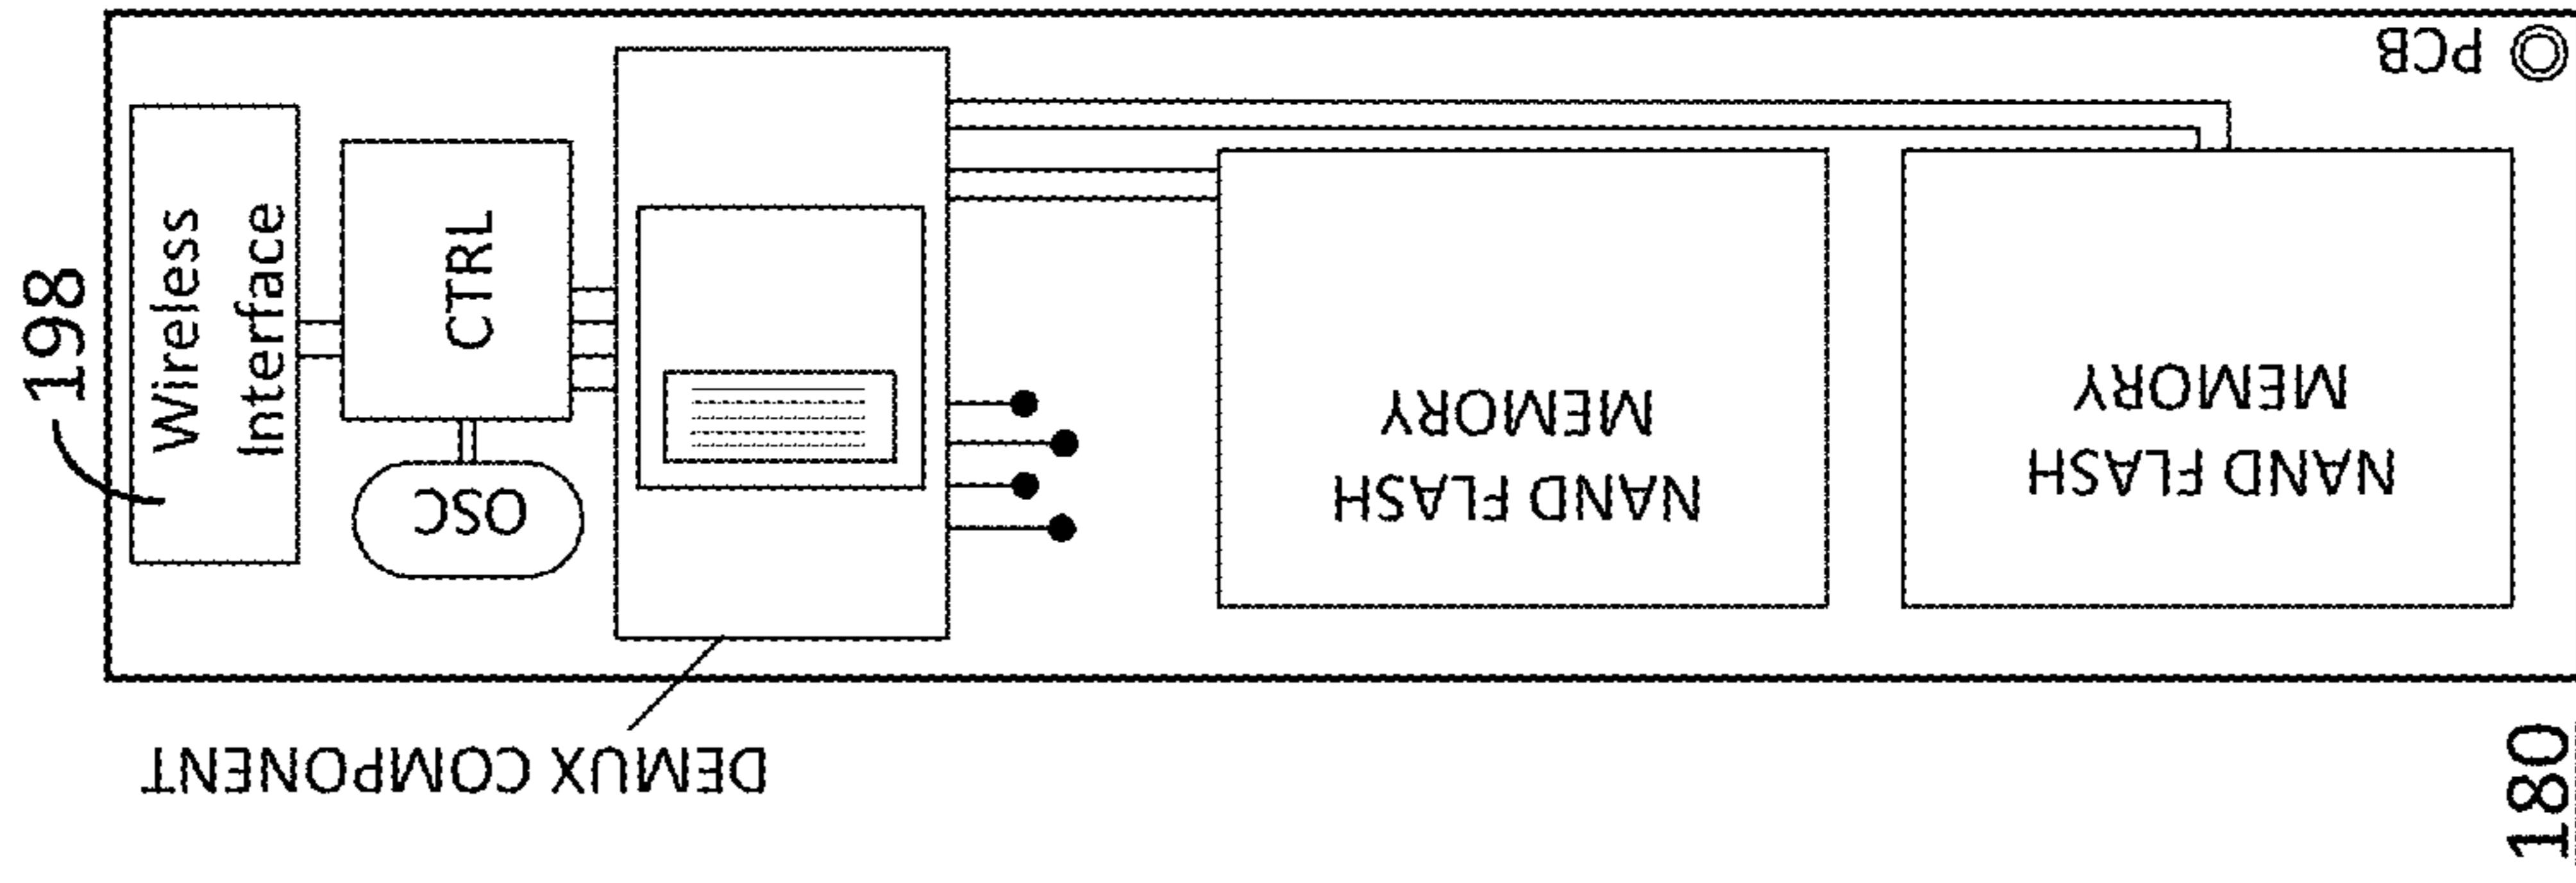 198
Wireless
Interface
CTRL
OSC
DEMUX COMPONENT
NAND FLASH
MEMORY
NAND FLASH
MEMORY
PCB
180